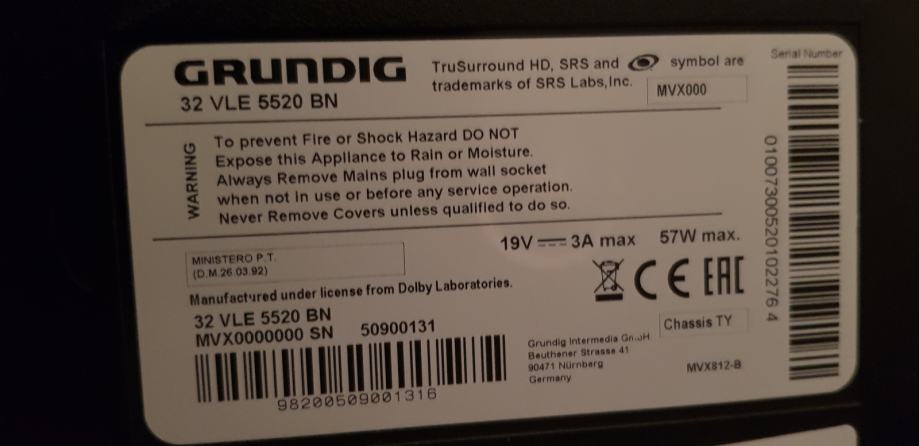 GRUNDIG
32 VLE 5520 BN
TruSurround HD, SRS and symbol are
trademarks of SRS Labs,Inc.
MVX000
WARNING
To prevent Fire or Shock Hazard DO NOT
Expose this Appliance to Rain or Moisture.
Always Remove Mains plug from wall socket
when not in use or before any service operation.
Never Remove Covers unless qualified to do so.
19V 3A max 57W max.
MINISTERO P.T.
(D.M.26.03.92)
CE EAC
Manufactured under license from Dolby Laboratories.
32 VLE 5520 BN
MVX0000000 SN 50900131
98200509001316
Grundig Intermedia GmbH
Beuthener Strasse 41
90471 Nürnberg
Germany
Chassis TY
MVX812-B
Serial Number
01007300520102276 4